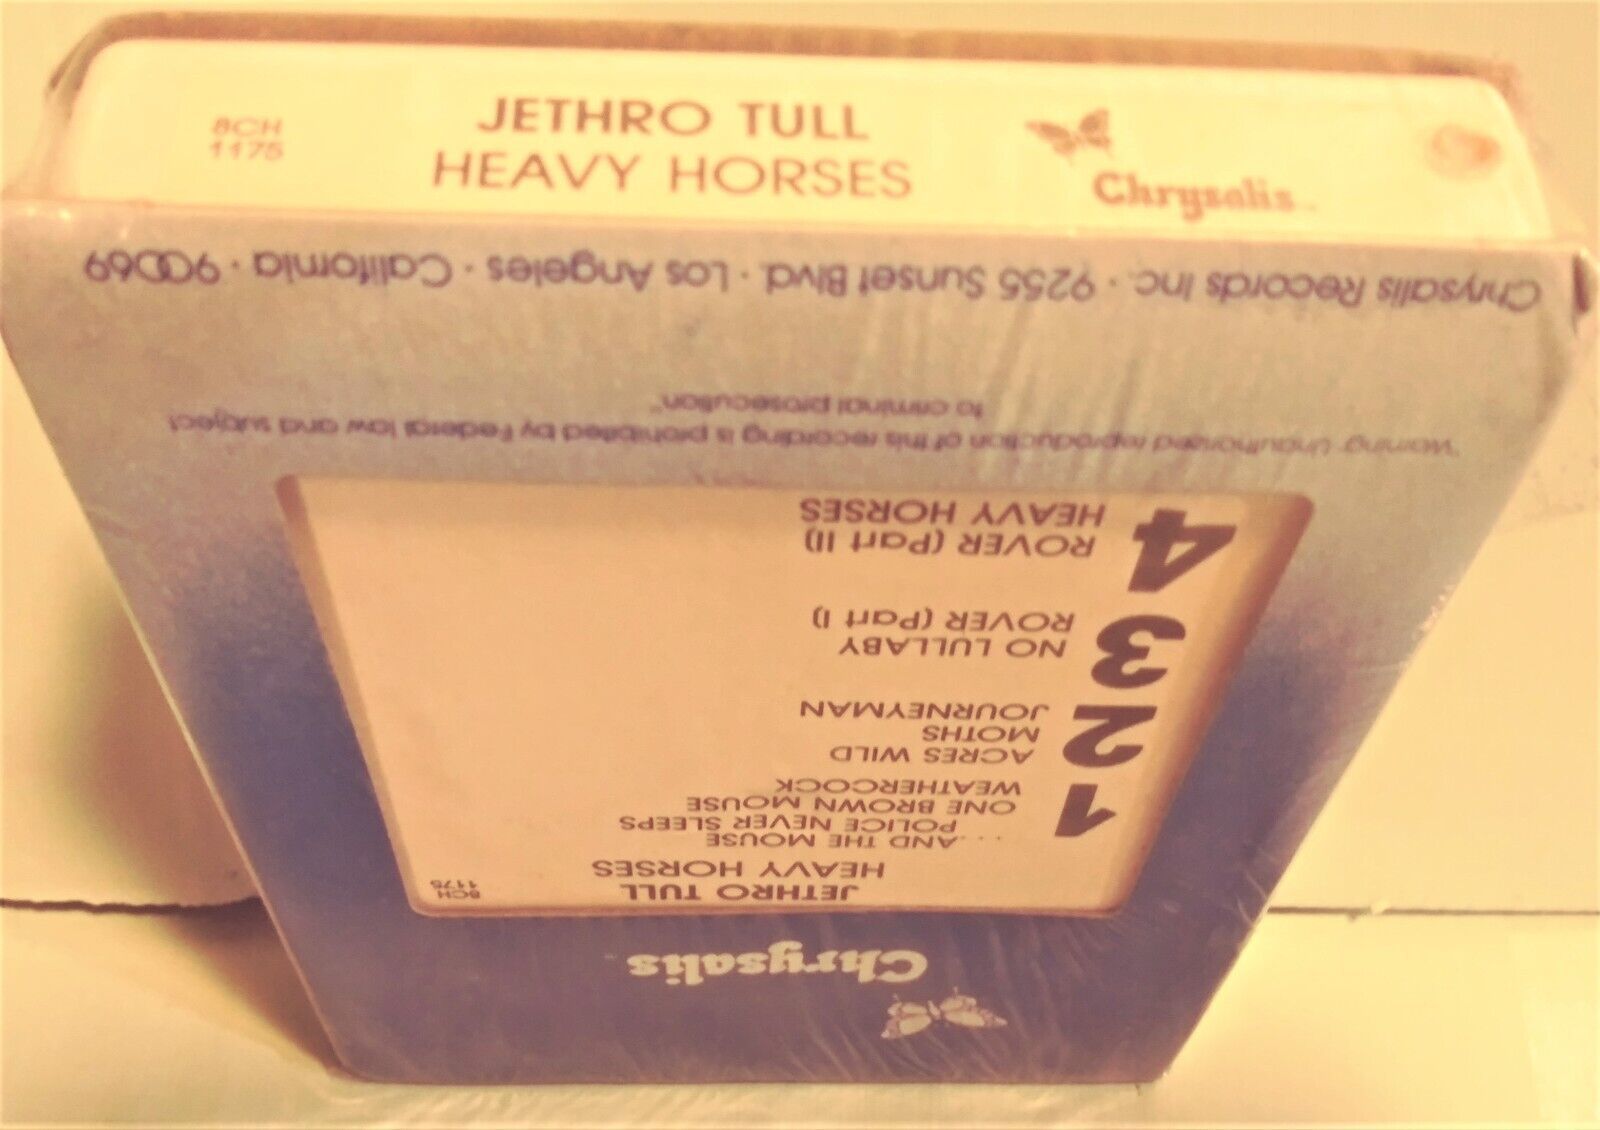 8CH
1175
JETHRO TULL
HEAVY HORSES
Chrysalis™
Chrysalis™
JETHRO TULL
HEAVY HORSES
8CH
1175
1
. . .AND THE MOUSE
POLICE NEVER SLEEPS
ONE BROWN MOUSE
WEATHERCOCK
2
ACRES WILD
MOTHS
JOURNEYMAN
3
NO LULLABY
ROVER (Part I)
4
ROVER (Part II)
HEAVY HORSES
"Warning: Unauthorized reproduction of this recording is prohibited by Federal law and subject
to criminal prosecution"
Chrysalis Records Inc. · 9255 Sunset Blvd. · Los Angeles · California · 90069